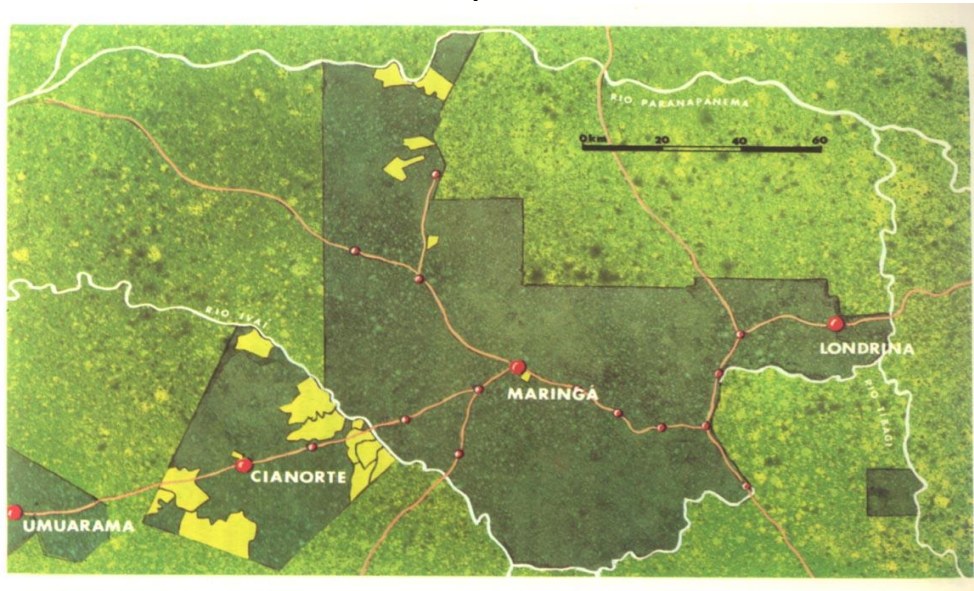 RIO PARANAPANEMA
0km 20 40 60
RIO IVAÍ
LONDRINA
MARINGÁ
RIO TIBAGI
CIANORTE
UMUARAMA